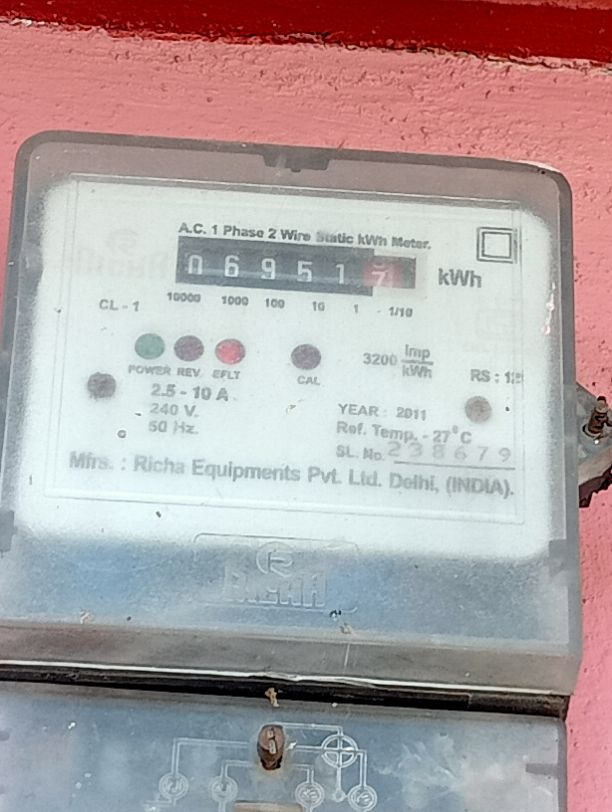 A.C. 1 Phase 2 Wire Static kWh Meter.
0 6 9 5 1 7 kWh
10000 1000 100 10 1 - 1/10
CL - 1
POWER REV EFLT
CAL
3200 Imp/kWh
2.5 - 10 A
240 V.
50 Hz.
YEAR : 2011
Ref. Temp. - 27°C
SL. No. 238679
Mfrs. : Richa Equipments Pvt. Ltd. Delhi, (INDIA).
RICHA